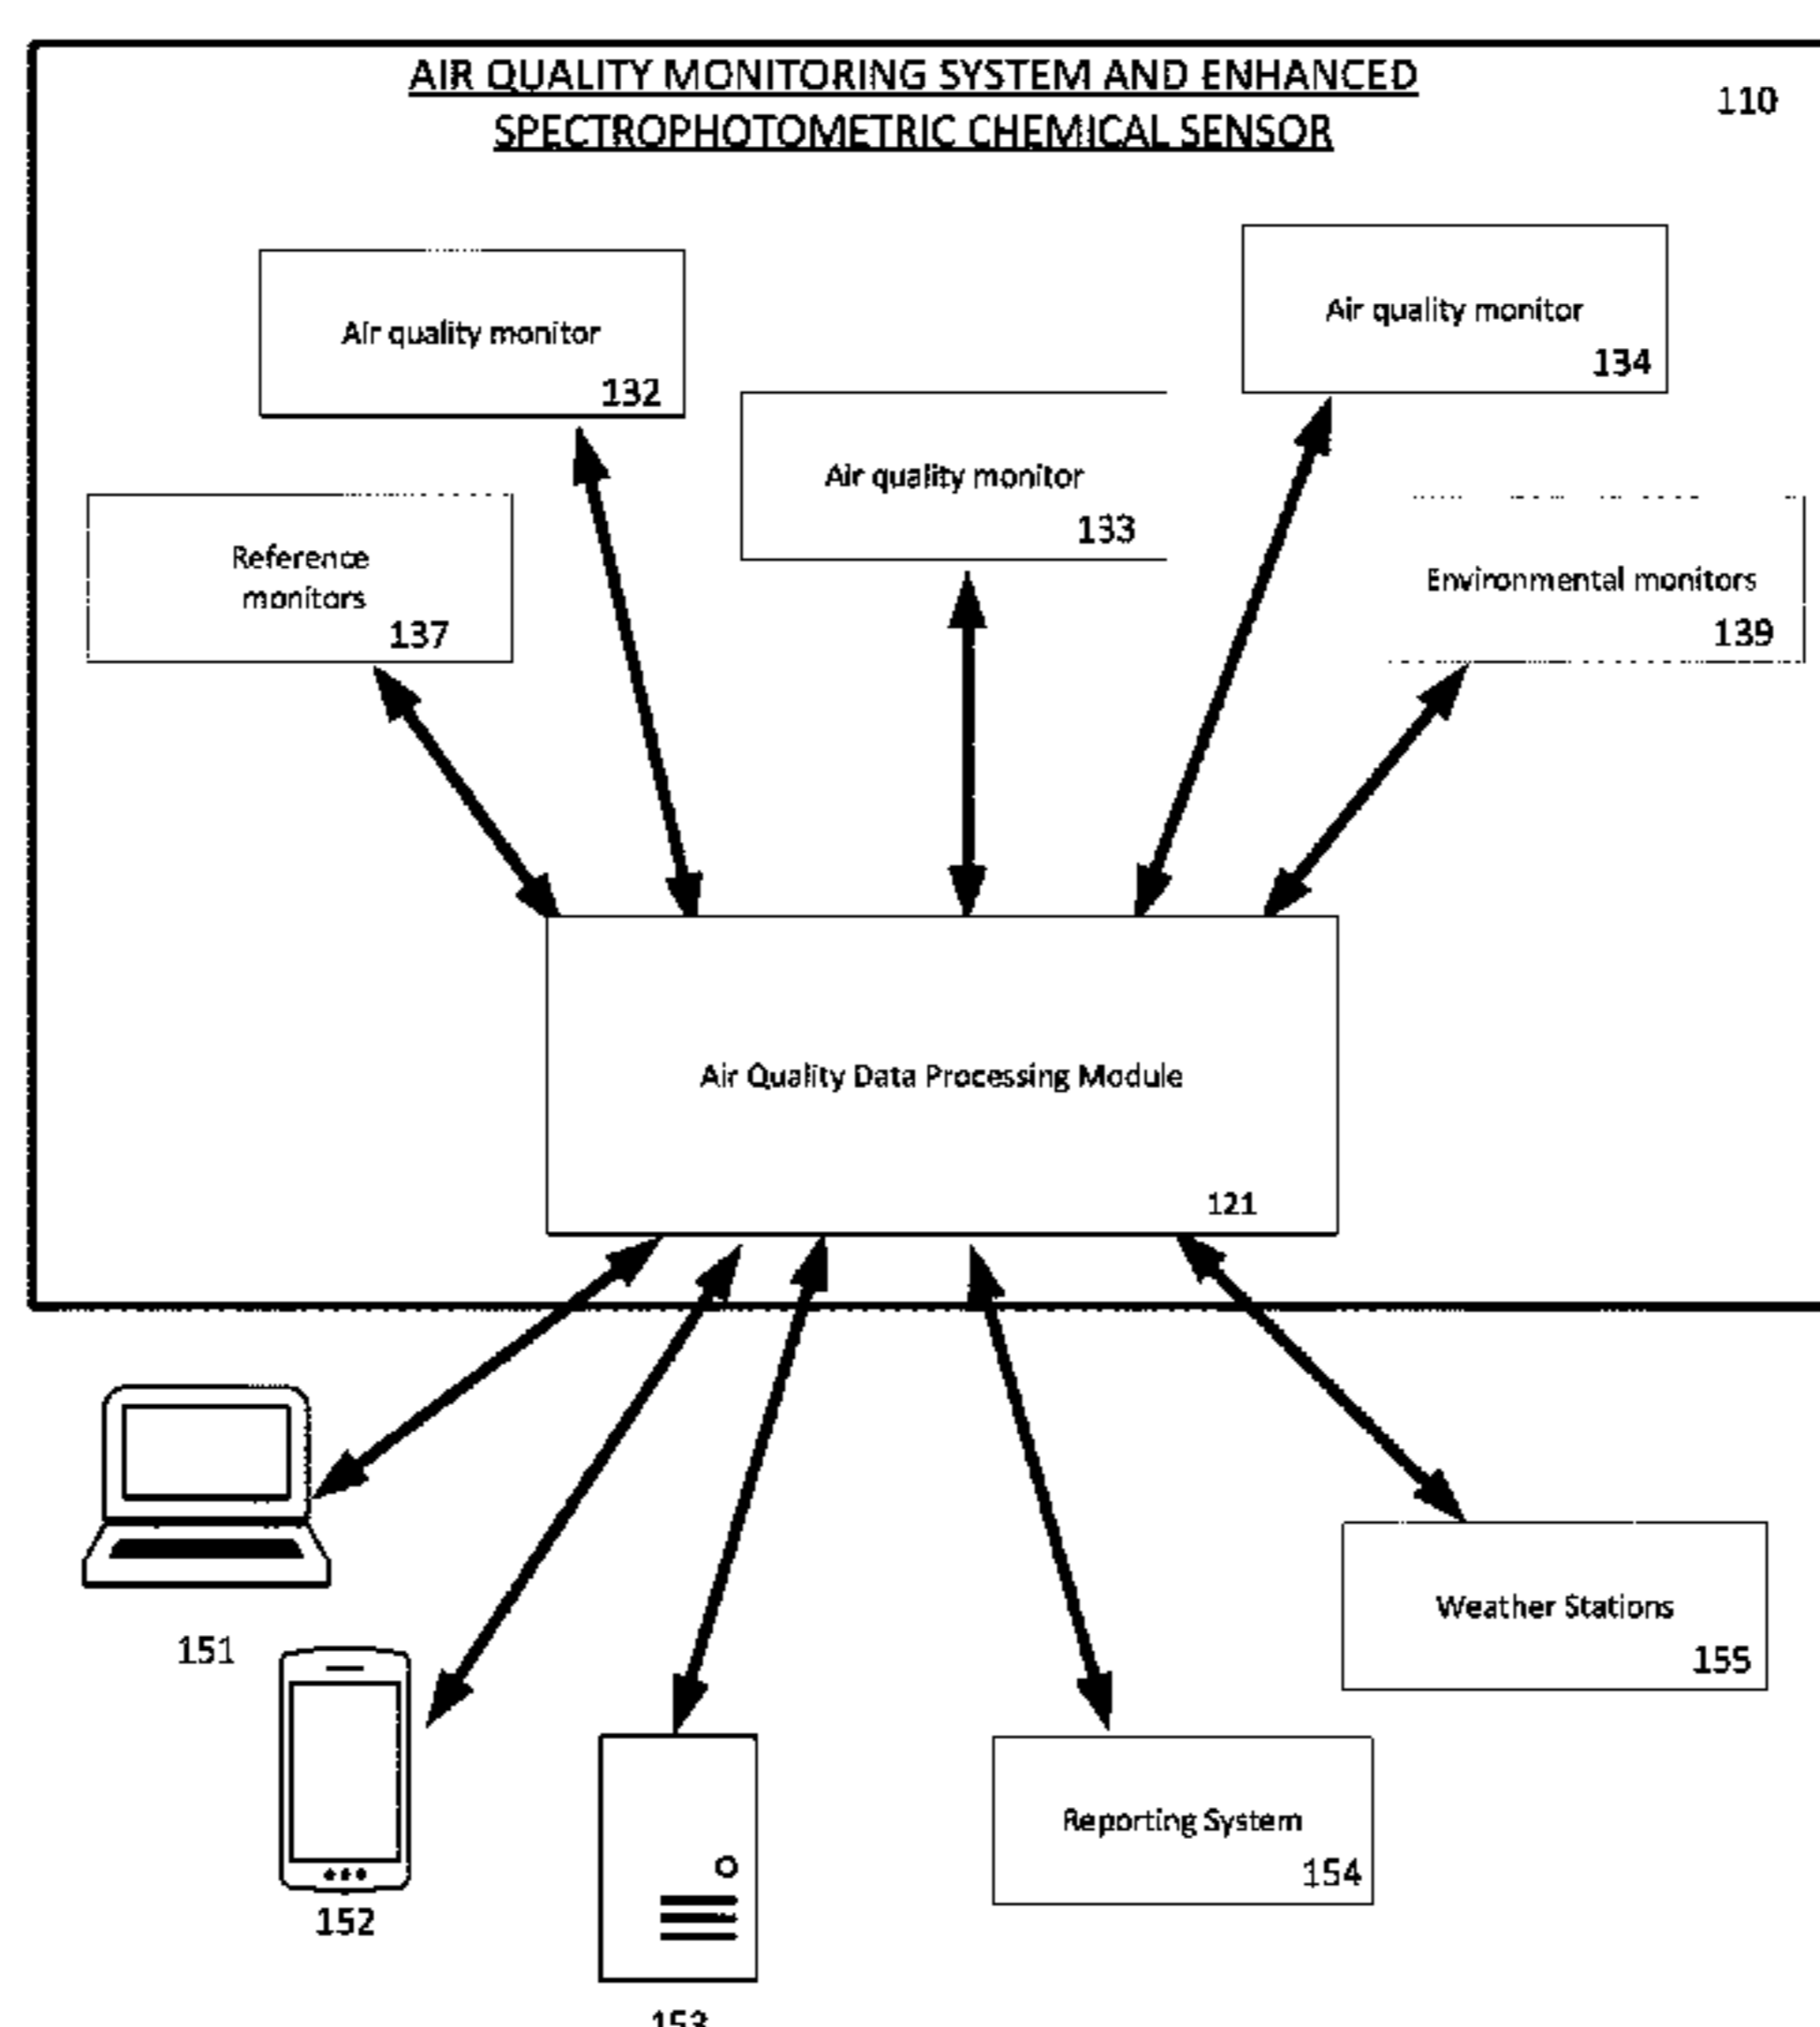 AIR QUALITY MONITORING SYSTEM AND ENHANCED
SPECTROPHOTOMETRIC CHEMICAL SENSOR
110
Air quality monitor
132
Air quality monitor
133
Air quality monitor
134
Reference
monitors
137
Environmental monitors
139
Air Quality Data Processing Module
121
151
152
153
Reporting System
154
Weather Stations
155